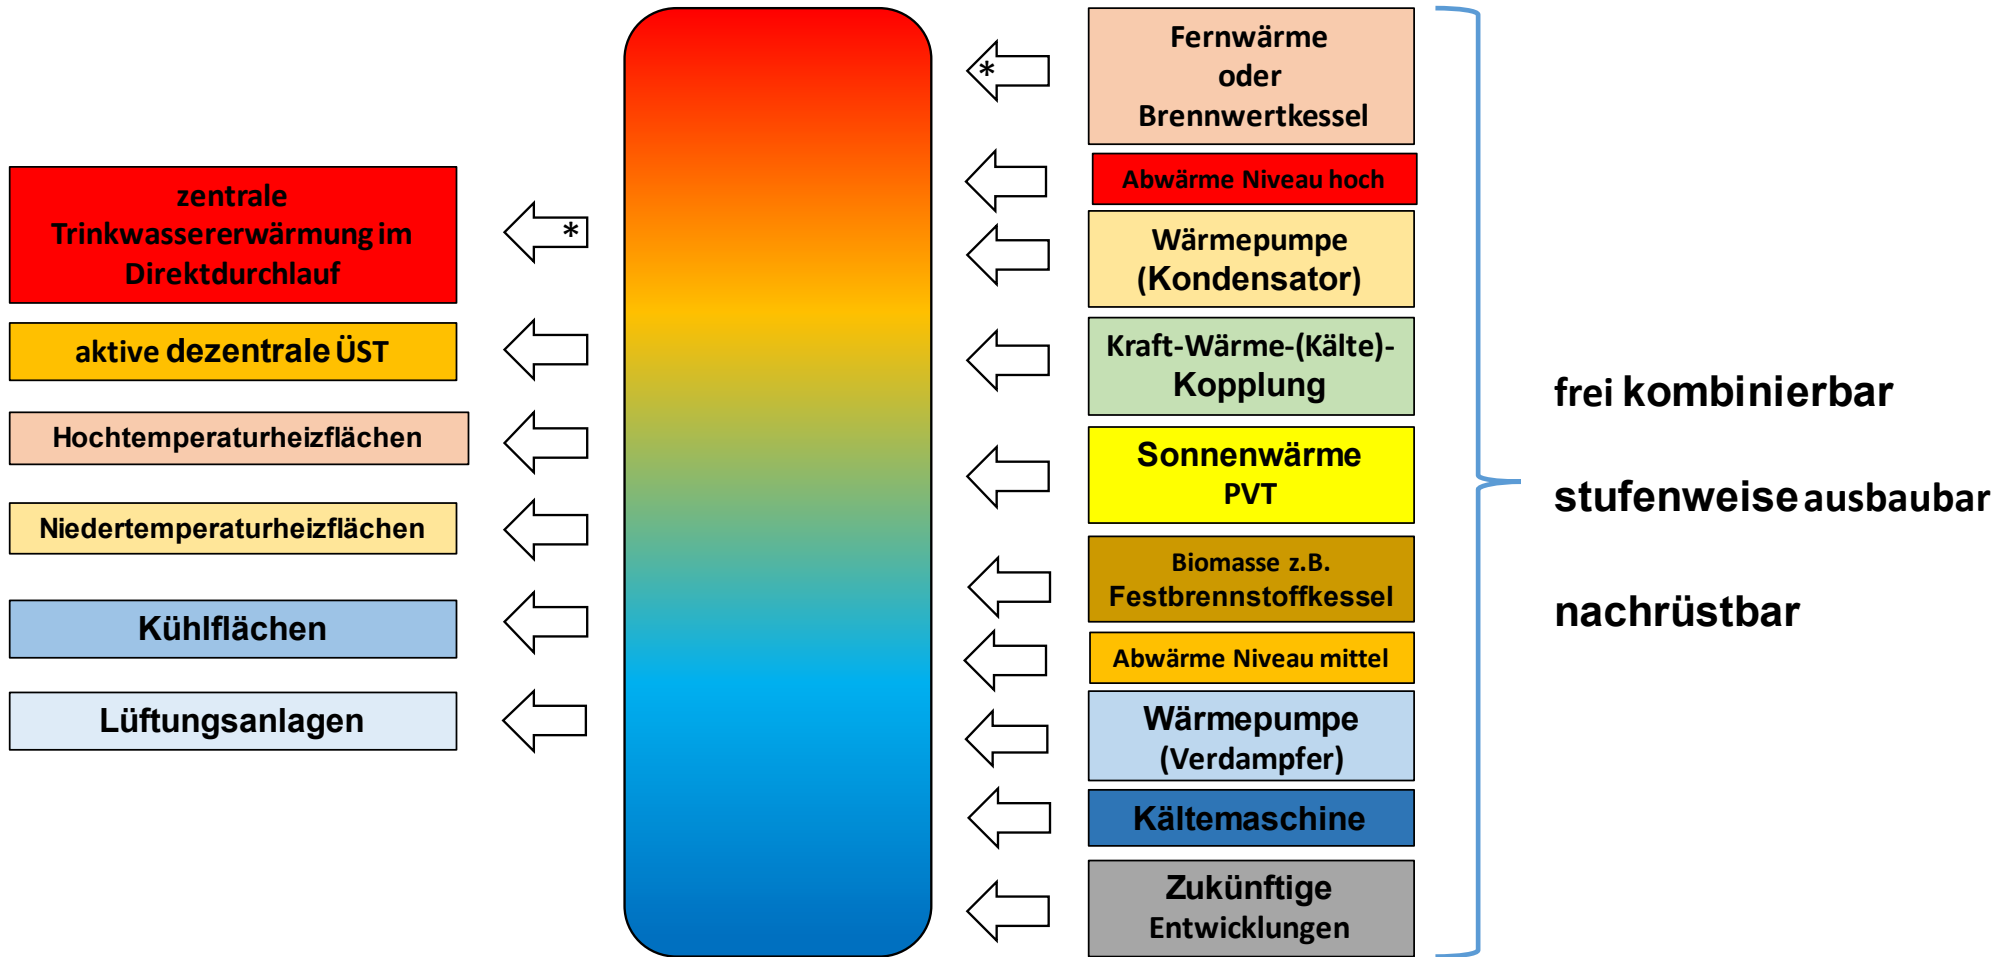 zentrale
Trinkwassererwärmung im
Direktdurchlauf
aktive dezentrale ÜST
Hochtemperaturheizflächen
Niedertemperaturheizflächen
Kühlflächen
Lüftungsanlagen
*
*
Fernwärme
oder
Brennwertkessel
Abwärme Niveau hoch
Wärmepumpe
(Kondensator)
Kraft-Wärme-(Kälte)-
Kopplung
Sonnenwärme
PVT
Biomasse z.B.
Festbrennstoffkessel
Abwärme Niveau mittel
Wärmepumpe
(Verdampfer)
Kältemaschine
Zukünftige
Entwicklungen
frei kombinierbar
stufenweise ausbaubar
nachrüstbar